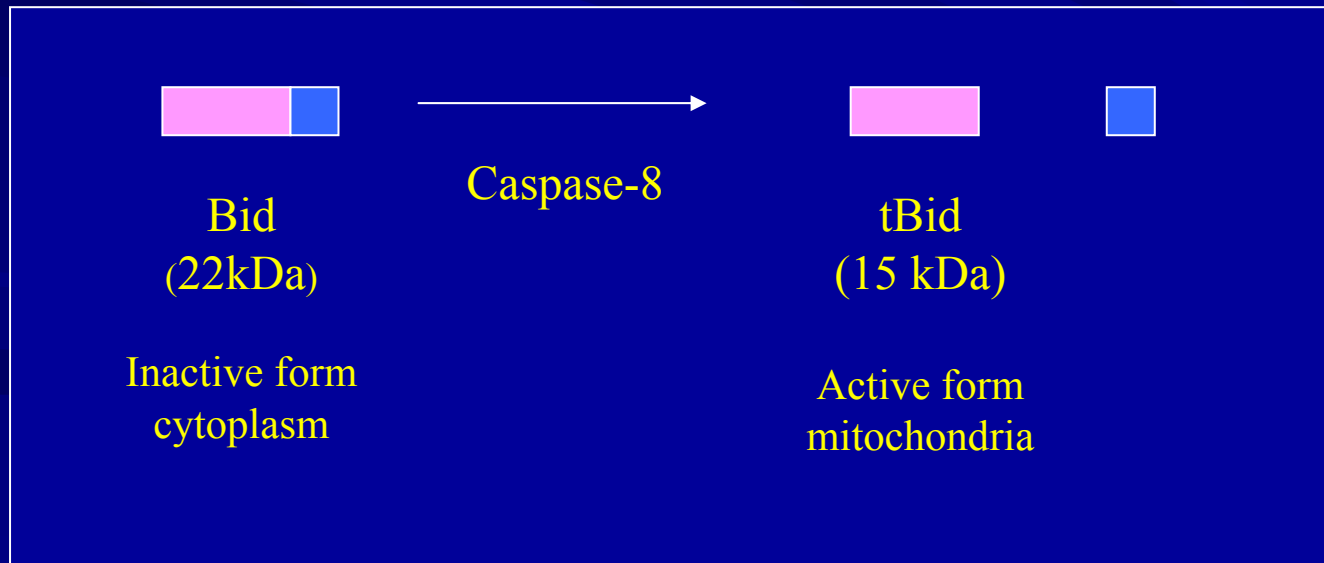 Bid
(22kDa)
Inactive form
cytoplasm
Caspase-8
tBid
(15 kDa)
Active form
mitochondria